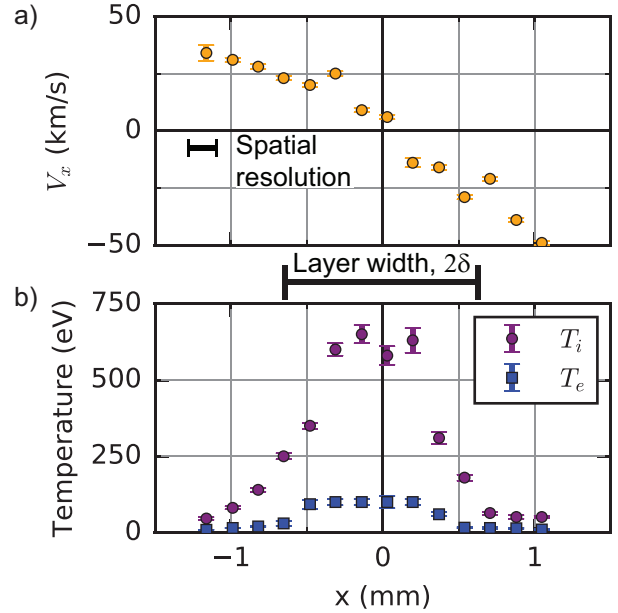 a)
50
0
−50
V_x (km/s)
Spatial
resolution
Layer width, 2δ
b)
750
500
250
0
Temperature (eV)
T_i
T_e
−1 0 1
x (mm)